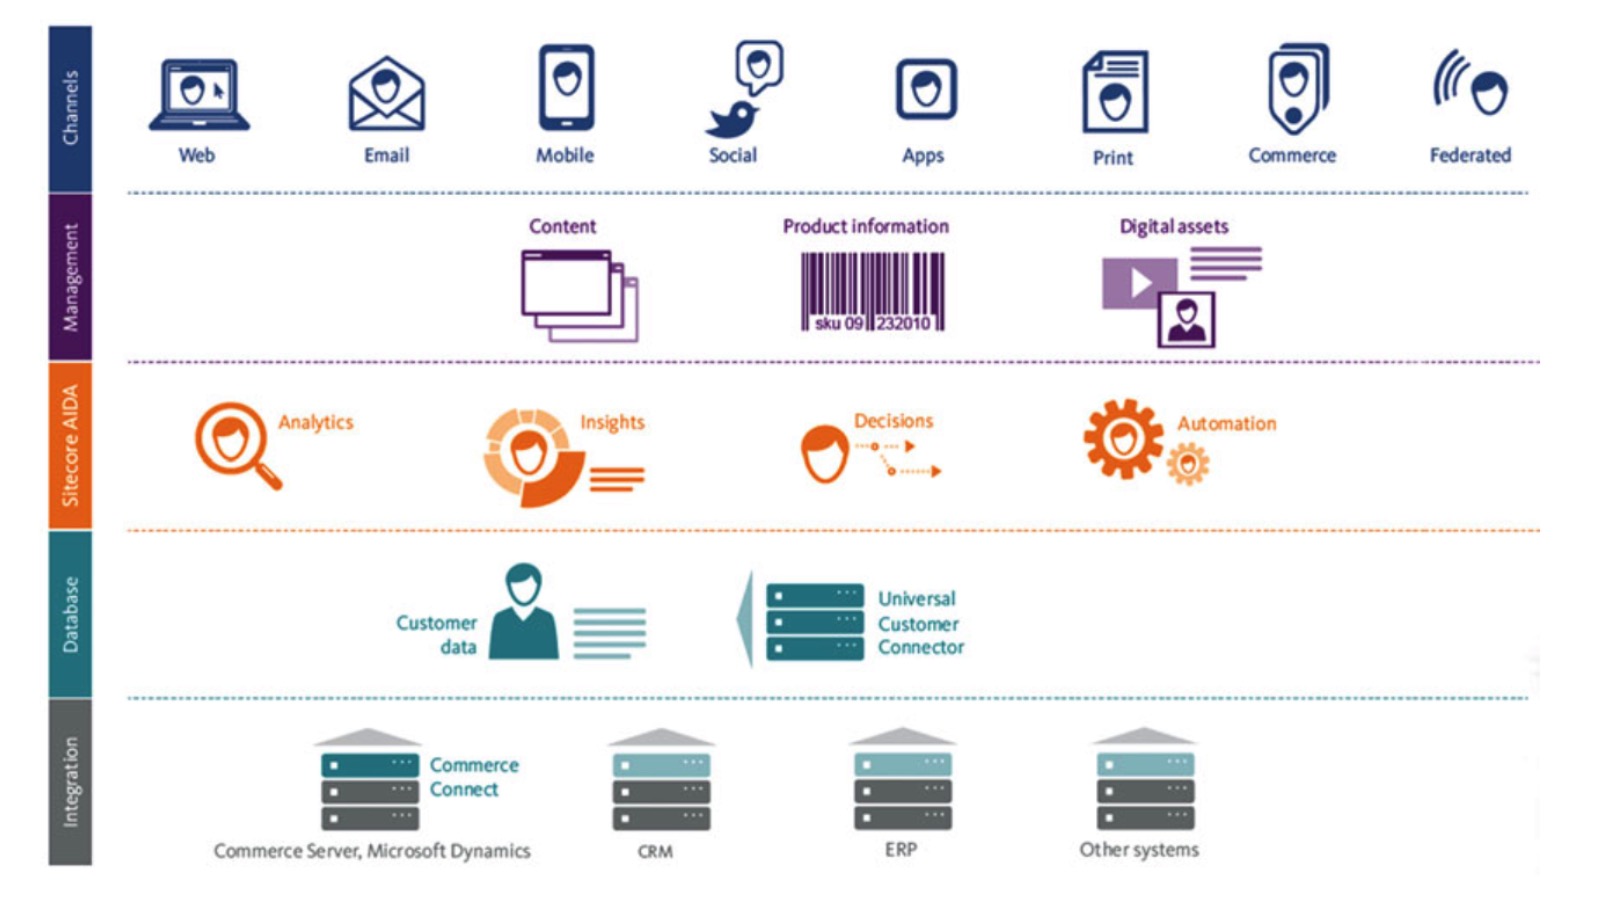 Channels
Web
Email
Mobile
Social
Apps
Print
Commerce
Federated
Management
Content
Product information
sku 09 232010
Digital assets
Sitecore AIDA
Analytics
Insights
Decisions
Automation
Database
Customer
data
Universal
Customer
Connector
Integration
Commerce
Connect
Commerce Server, Microsoft Dynamics
CRM
ERP
Other systems